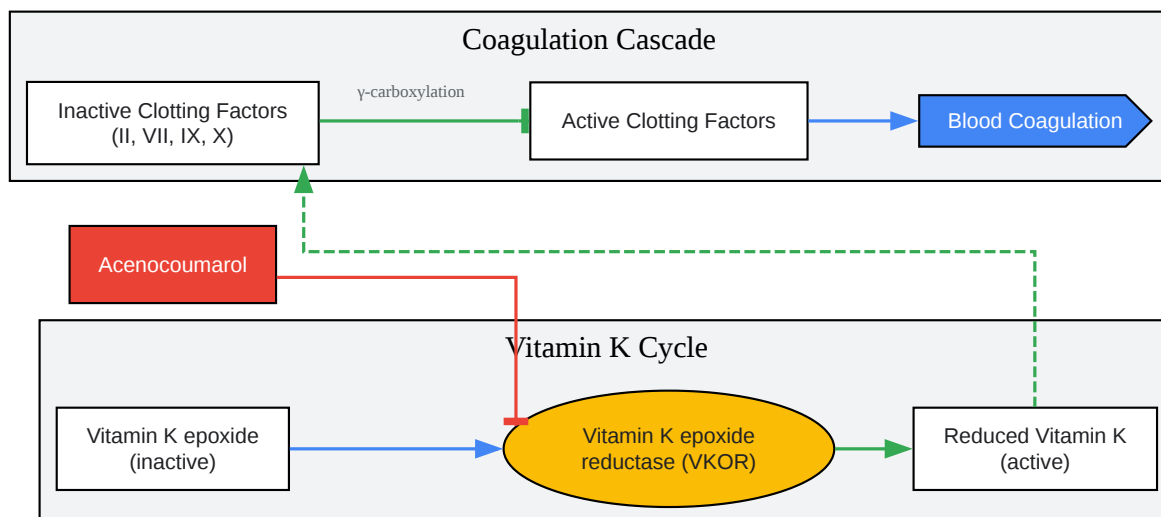 Coagulation Cascade
γ-carboxylation
Inactive Clotting Factors
(II, VII, IX, X)
Active Clotting Factors
Blood Coagulation
Acenocoumarol
Vitamin K Cycle
Vitamin K epoxide
(inactive)
Vitamin K epoxide
reductase (VKOR)
Reduced Vitamin K
(active)